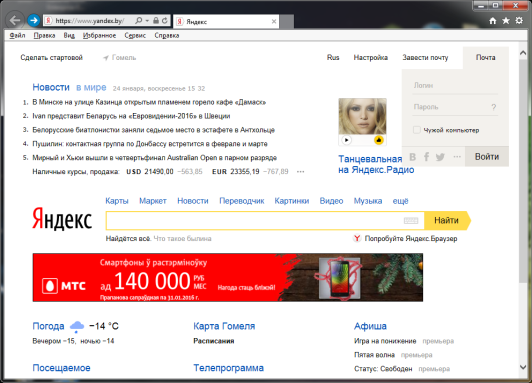 https://www.yandex.by/
Яндекс
Файл Правка Вид Избранное Сервис Справка
Сделать стартовой Гомель Rus Настройка Завести почту Почта
Новости в мире 24 января, воскресенье 15 32
1. В Минске на улице Казинца открытым пламенем горело кафе «Дамаск»
2. Ivan представит Беларусь на «Евровидении-2016» в Швеции
3. Белорусские биатлонистки заняли седьмое место в эстафете в Антхольце
4. Пушилин: контактная группа по Донбассу встретится в феврале и марте
5. Мирный и Хьюи вышли в четвертьфинал Australian Open в парном разряде
Наличные курсы, продажа: USD 21490,00 −563,65 EUR 23355,19 −767,89 ...
Танцевальная
на Яндекс.Радио
Логин
Пароль ?
Чужой компьютер
В f ... Войти
Карты Маркет Новости Переводчик Картинки Видео Музыка ещё
Яндекс Найти
Найдётся всё. Что такое былина Попробуйте Яндекс.Браузер
МТС
Смартфоны ў растэрміноўку
ад 140 000 РУБ МЕС
Прапанова сапраўдная па 31.01.2016 г.
Нагода стаць бліжэй!
Погода −14 °C Карта Гомеля Афиша
Вечером −15, ночью −14 Расписания Игра на понижение премьера
Пятая волна премьера
Статус: Свободен премьера
Посещаемое Телепрограмма